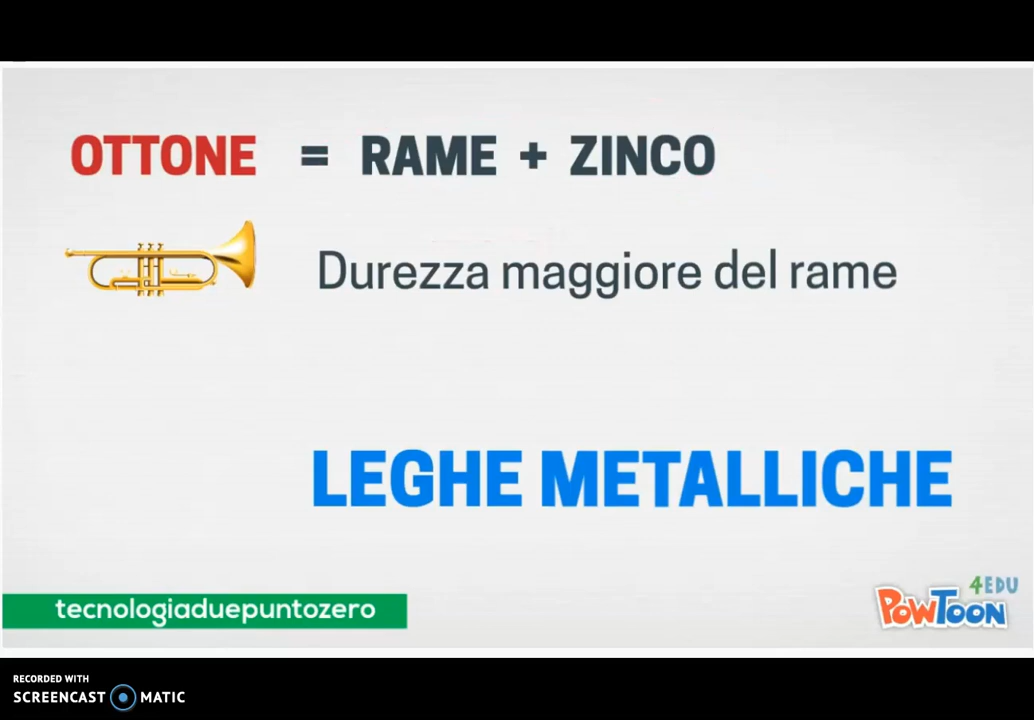 OTTONE = RAME + ZINCO
Durezza maggiore del rame
LEGHE METALLICHE
tecnologiaduepuntozero
4EDU
POWTOON
RECORDED WITH
SCREENCAST MATIC